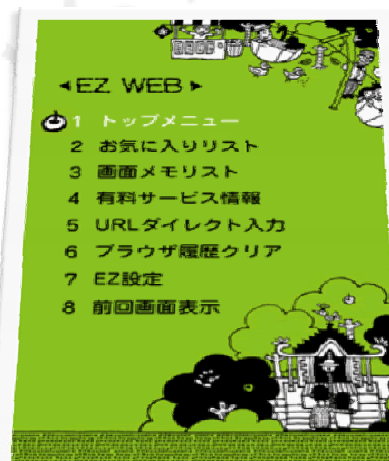 ◂EZ WEB▸
1 トップメニュー
2 お気に入りリスト
3 画面メモリスト
4 有料サービス情報
5 URLダイレクト入力
6 ブラウザ履歴クリア
7 EZ設定
8 前回画面表示